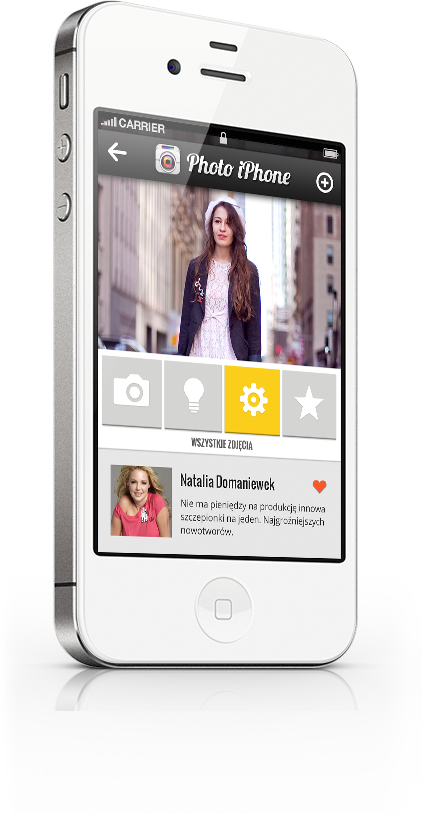 CARRIER
Photo iPhone
WSZYSTKIE ZDJĘCIA
Natalia Domaniewek
Nie ma pieniędzy na produkcję innowa
szczepionki na jeden. Najgroźniejszych
nowotworów.